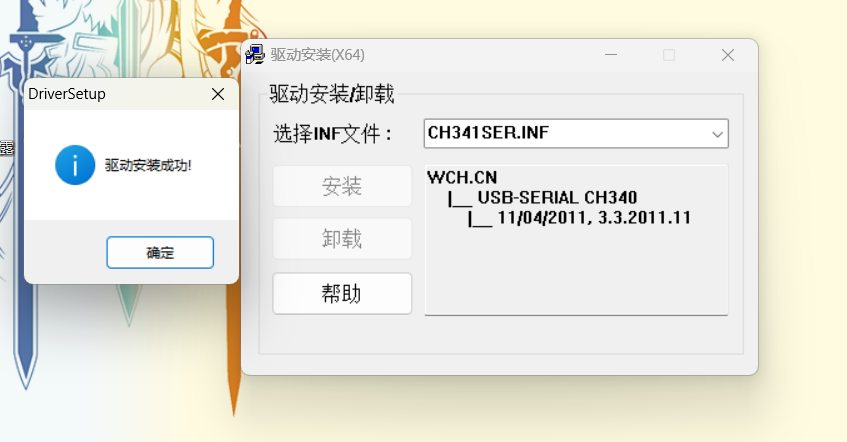 DriverSetup
驱动安装成功!
确定
驱动安装(X64)
驱动安装/卸载
选择INF文件：
CH341SER.INF
安装
卸载
帮助
WCH.CN
|__ USB-SERIAL CH340
|__ 11/04/2011, 3.3.2011.11